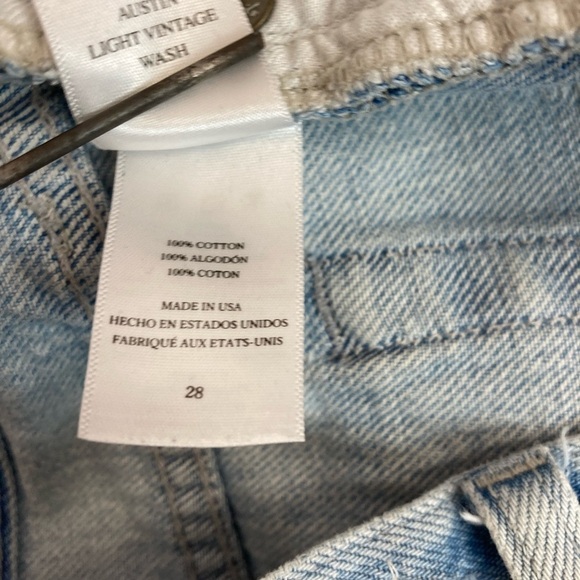 AUSTIN
LIGHT VINTAGE
WASH
100% COTTON
100% ALGODÓN
100% COTON
MADE IN USA
HECHO EN ESTADOS UNIDOS
FABRIQUÉ AUX ETATS-UNIS
28